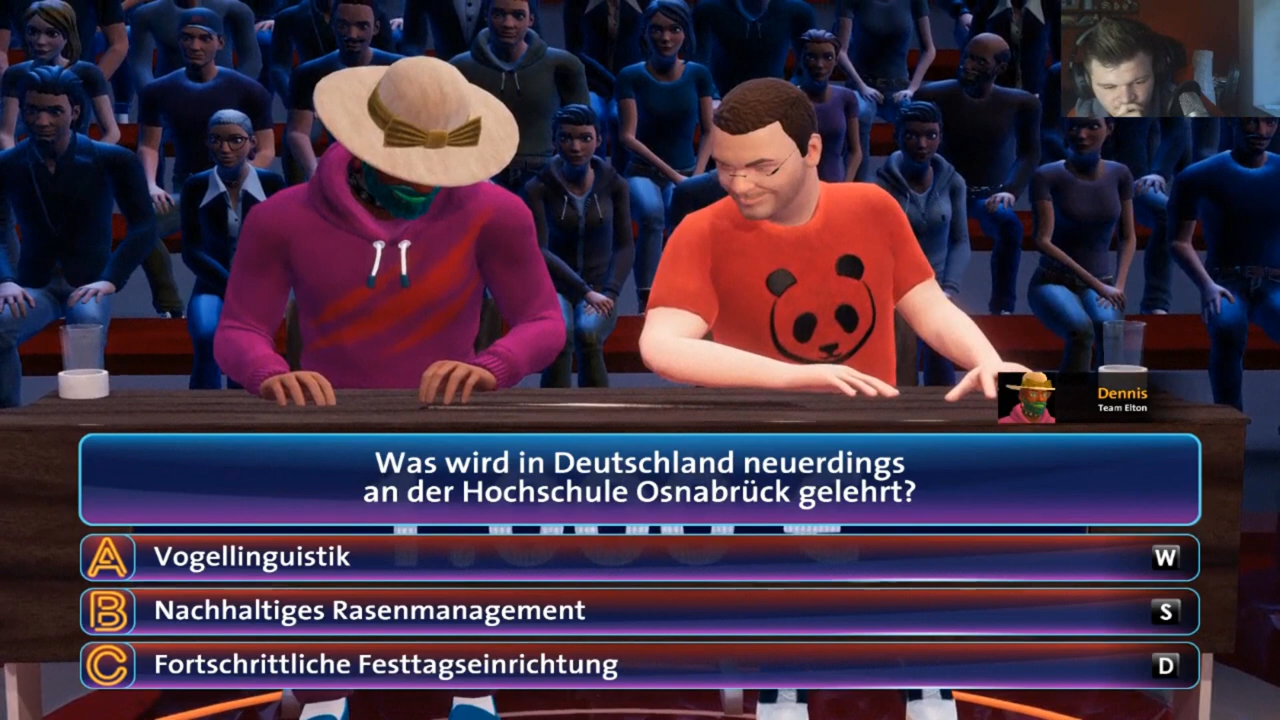 Dennis
Team Elton
Was wird in Deutschland neuerdings
an der Hochschule Osnabrück gelehrt?
A Vogellinguistik W
B Nachhaltiges Rasenmanagement S
C Fortschrittliche Festtagseinrichtung D